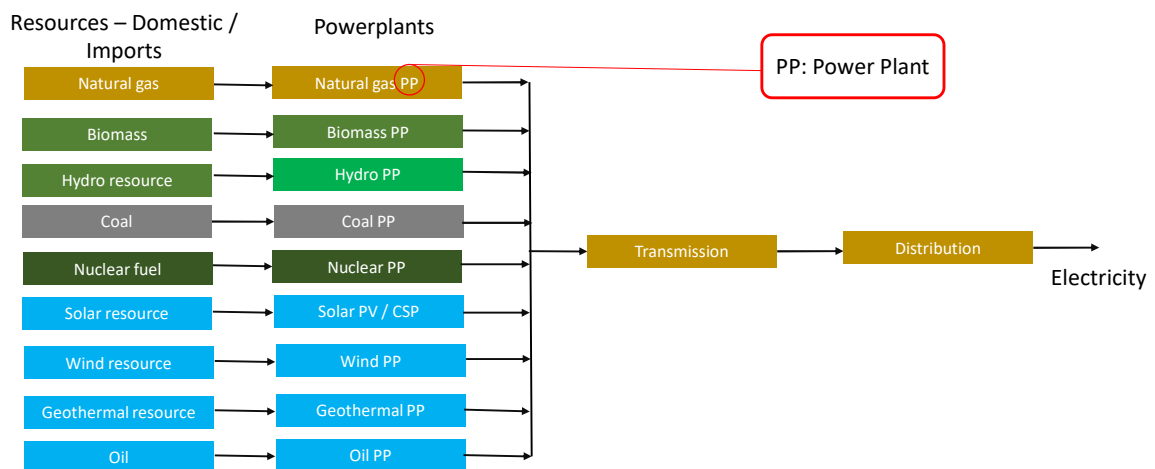 Resources – Domestic /
Imports
Powerplants
PP: Power Plant
Natural gas
Natural gas PP
Biomass
Biomass PP
Hydro resource
Hydro PP
Coal
Coal PP
Nuclear fuel
Nuclear PP
Transmission
Distribution
Electricity
Solar resource
Solar PV / CSP
Wind resource
Wind PP
Geothermal resource
Geothermal PP
Oil
Oil PP